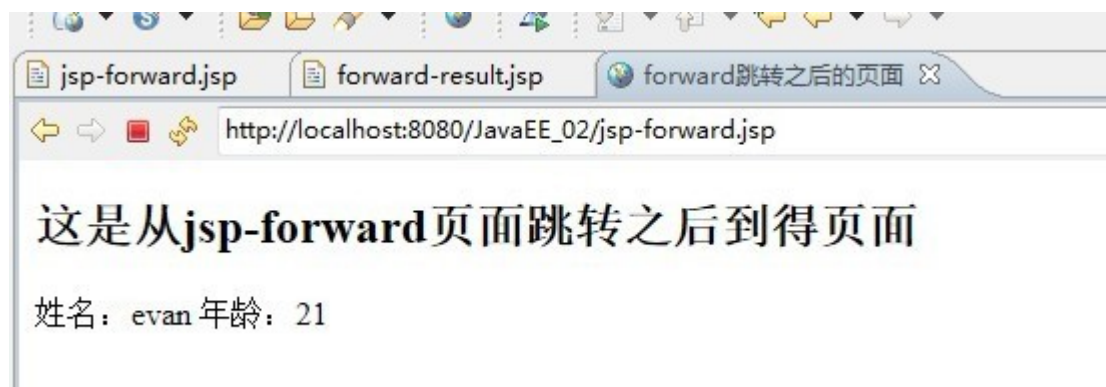 jsp-forward.jsp forward-result.jsp forward跳转之后的页面
http://localhost:8080/JavaEE_02/jsp-forward.jsp
这是从jsp-forward页面跳转之后到得页面
姓名：evan 年龄：21